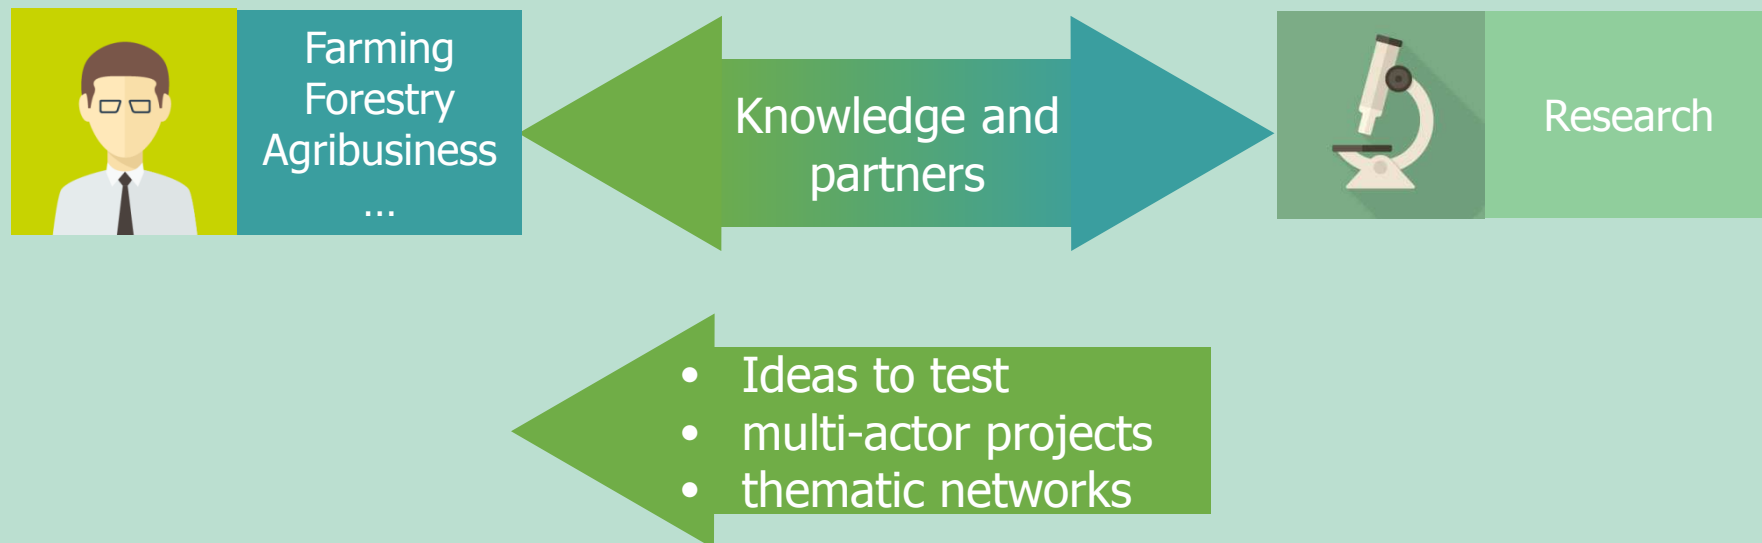 Farming
Forestry
Agribusiness
...
Knowledge and
partners
Research
• Ideas to test
• multi-actor projects
• thematic networks